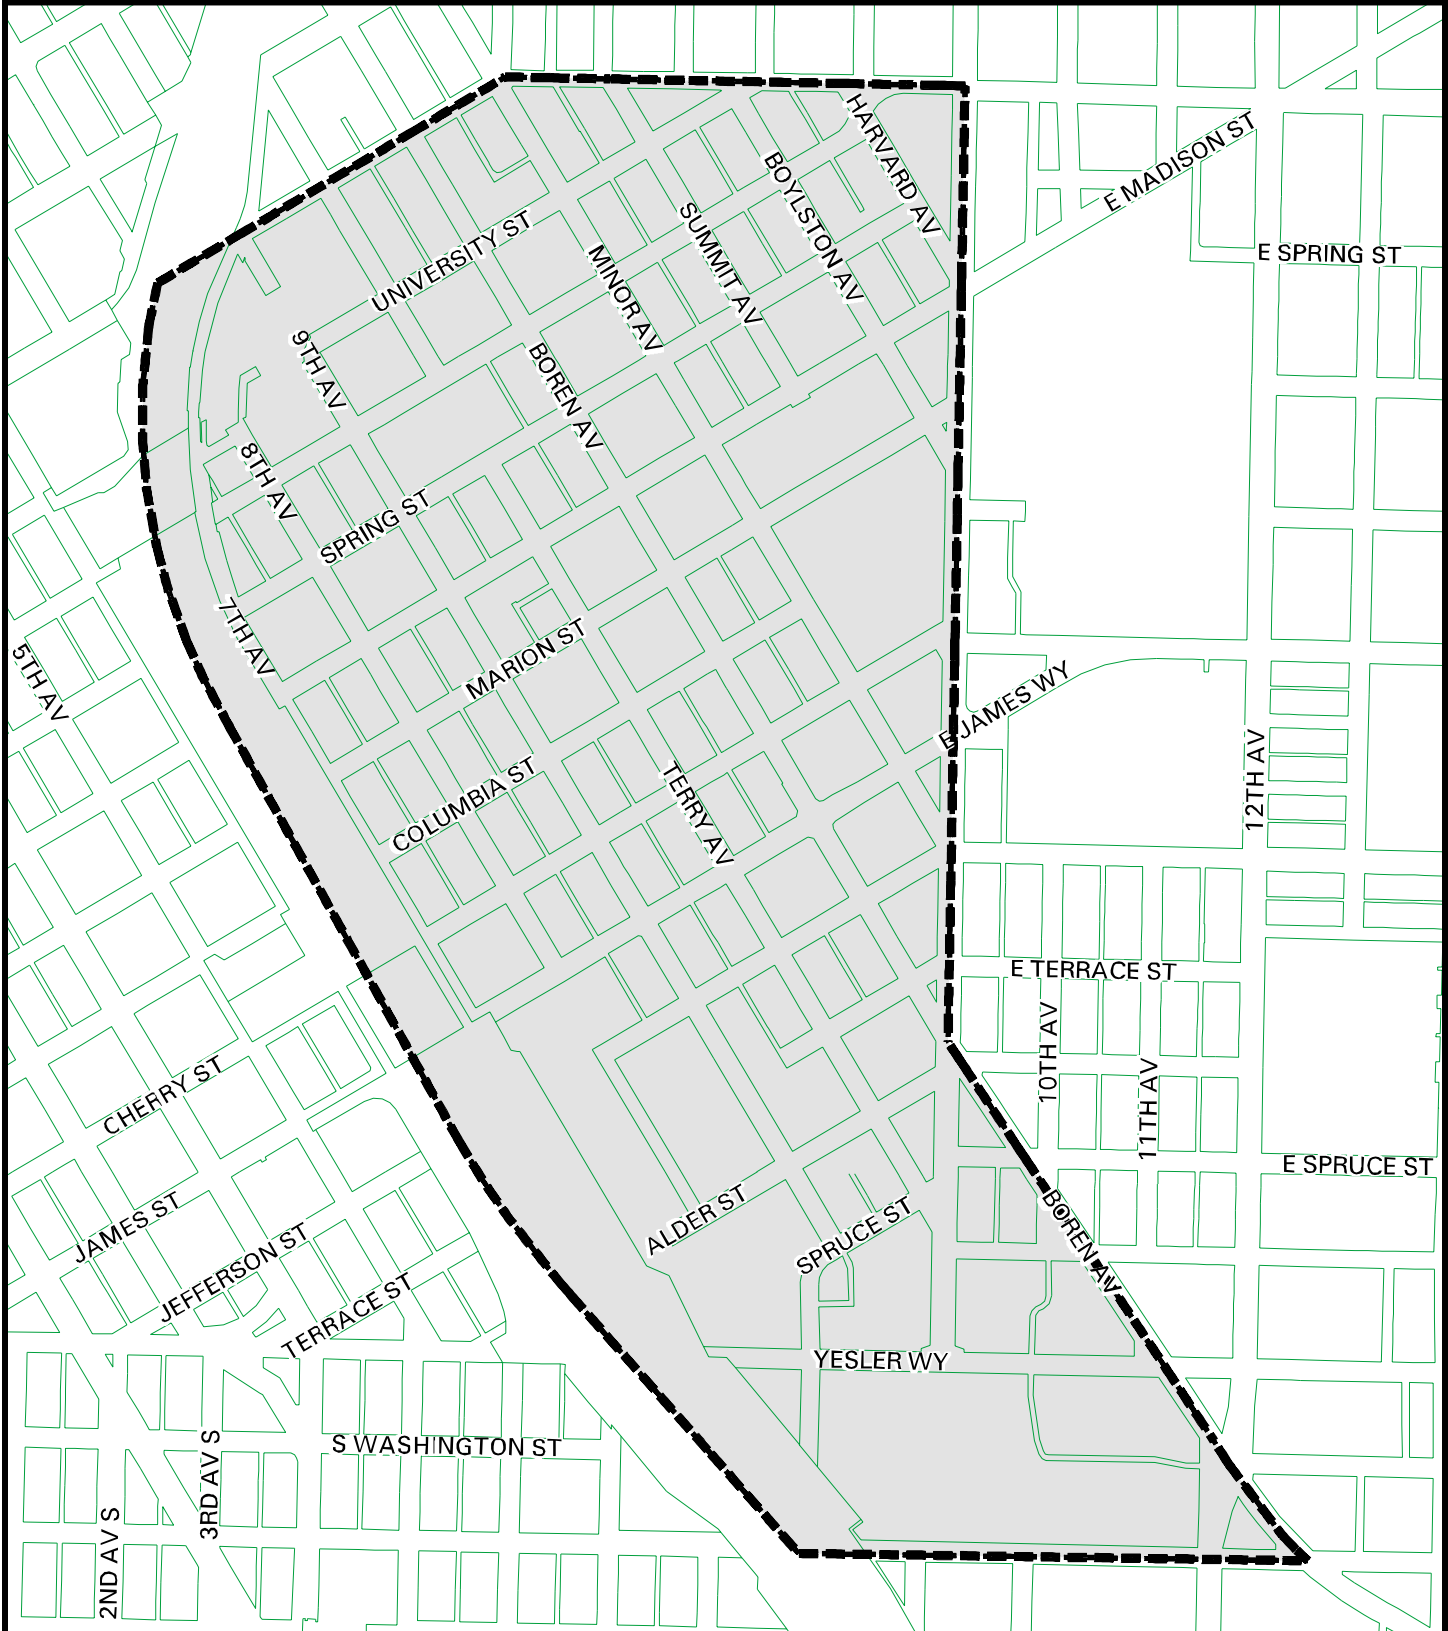 HARVARD AV
E MADISON ST
BOYLSTON AV
SUMMIT AV
UNIVERSITY ST
MINOR AV
E SPRING ST
9TH AV
BOREN AV
8TH AV
SPRING ST
7TH AV
MARION ST
5TH AV
E JAMES WY
COLUMBIA ST
TERRY AV
12TH AV
E TERRACE ST
10TH AV
CHERRY ST
11TH AV
E SPRUCE ST
JAMES ST
ALDER ST
SPRUCE ST
BOREN AV
JEFFERSON ST
TERRACE ST
YESLER WY
S WASHINGTON ST
3RD AV S
2ND AV S